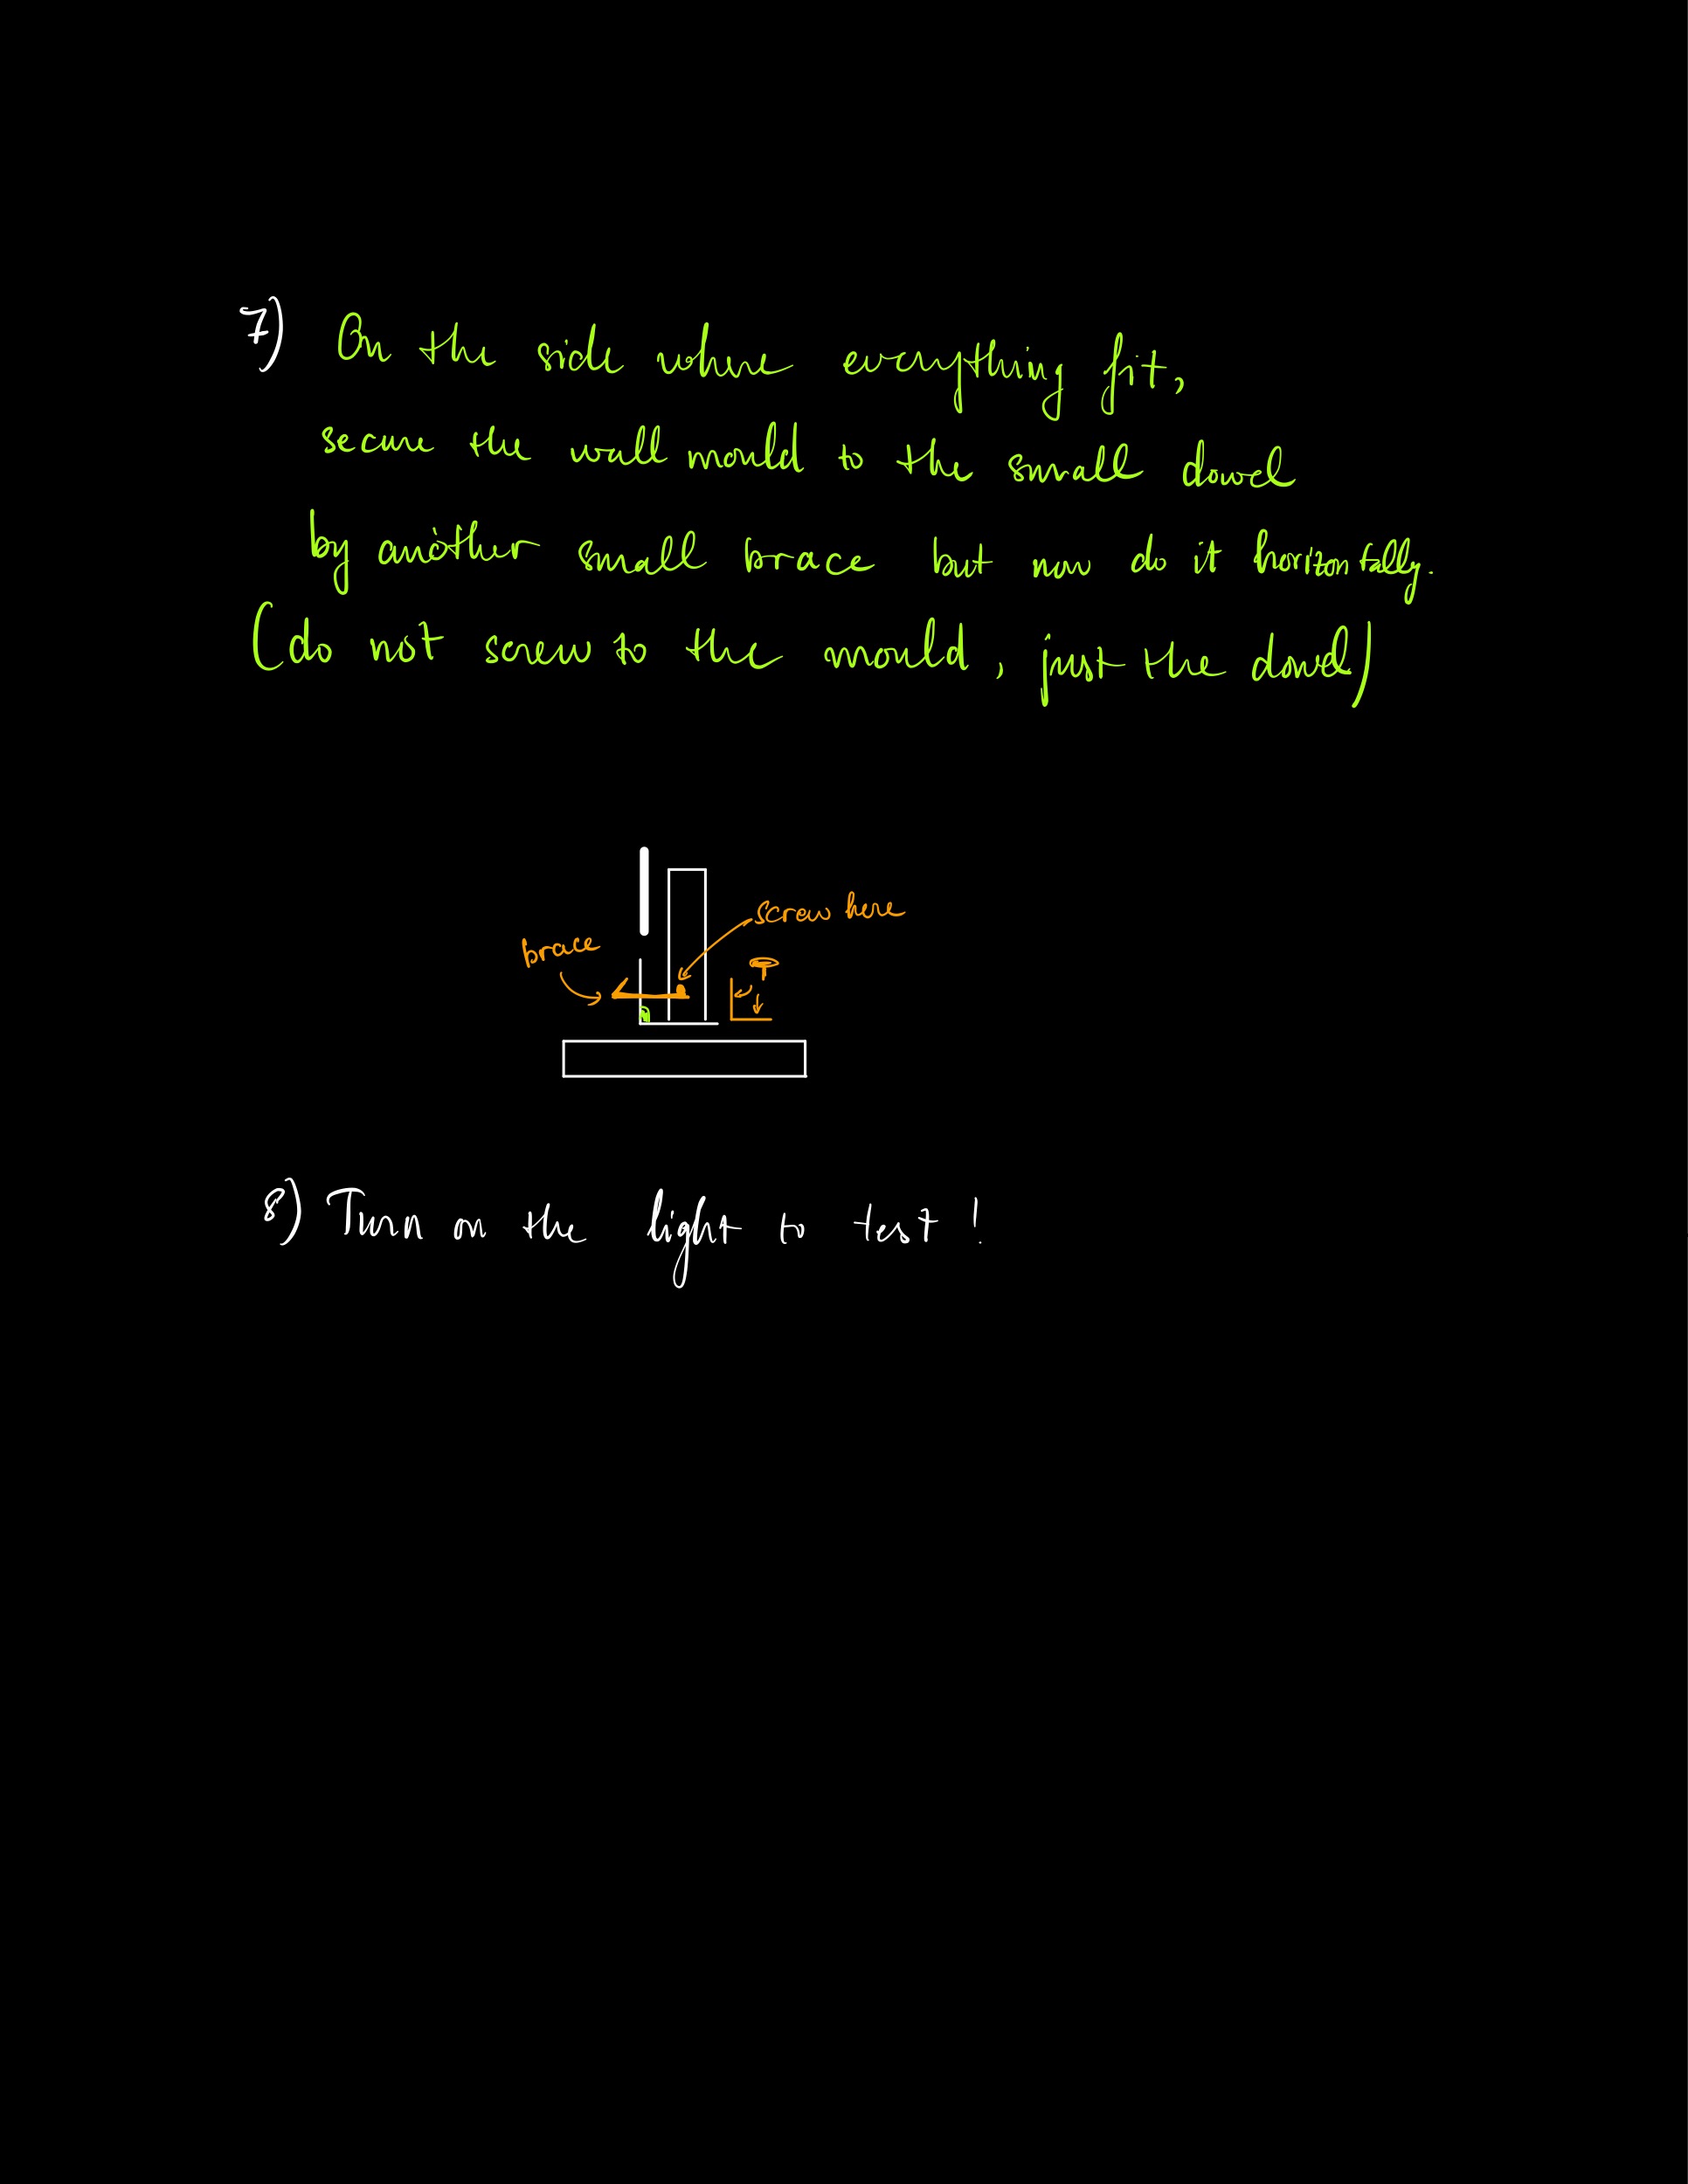 7) On the side where everything fit,
secure the wall mould to the small dowel
by another small brace but now do it horizontally.
(do not screw to the mould, just the dowel)
screw here
brace
8) Turn on the light to test!